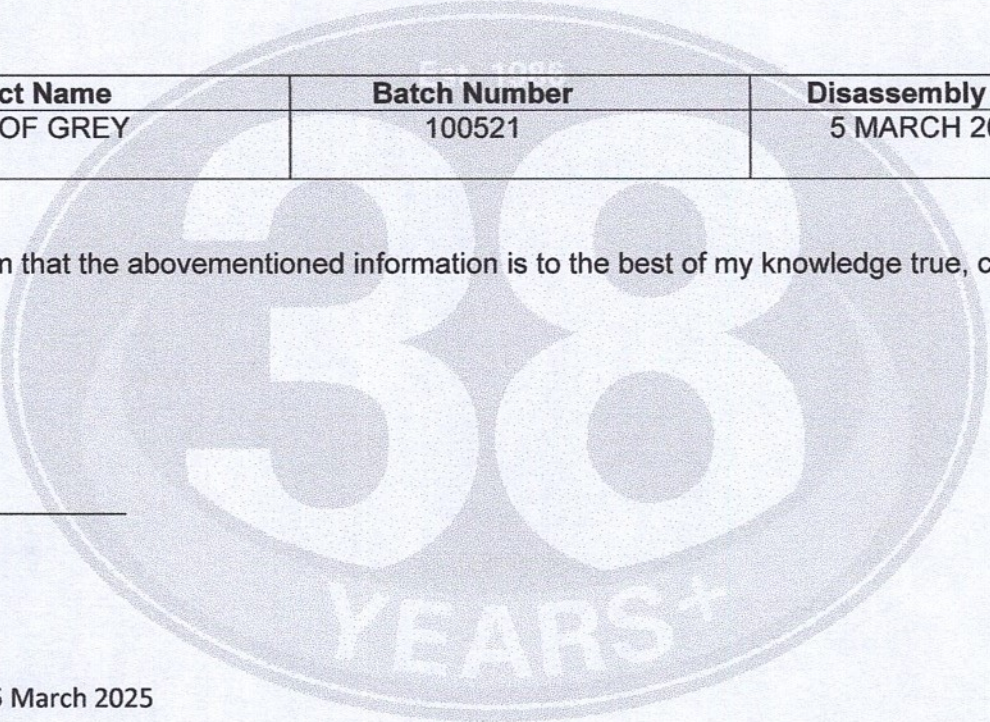 Est. 1986
ct Name Batch Number Disassembly
OF GREY 100521 5 MARCH 20
m that the abovementioned information is to the best of my knowledge true, c
38
YEARS+
5 March 2025